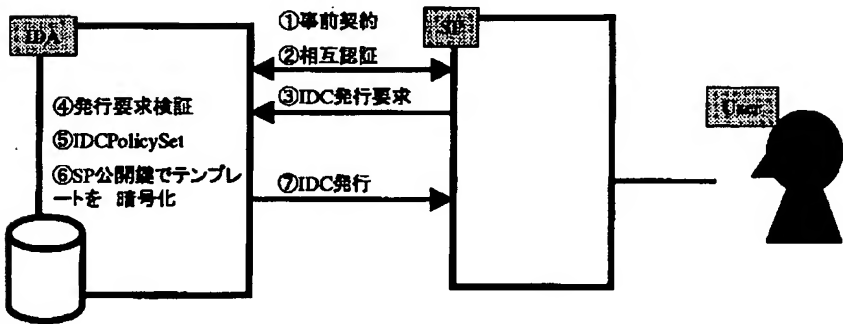 IDA
①事前契約
SP
②相互認証
③IDC発行要求
User
④発行要求検証
⑤IDCPolicySet
⑥SP公開鍵でテンプレ
ートを 暗号化
⑦IDC発行